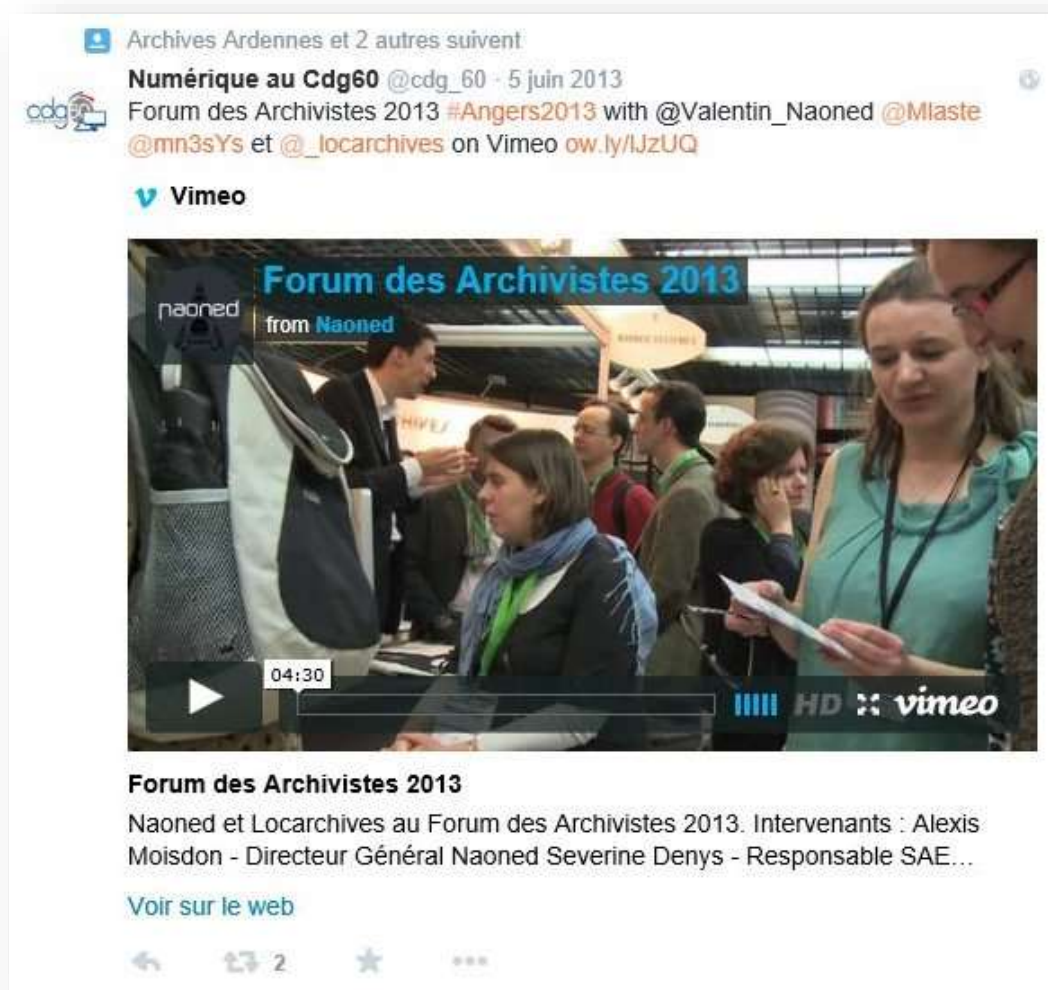 Archives Ardennes et 2 autres suivent
Numérique au Cdg60 @cdg_60 · 5 juin 2013
cdg
Forum des Archivistes 2013 #Angers2013 with @Valentin_Naoned @Mlaste
@mn3sYs et @_locarchives on Vimeo ow.ly/lJzUQ
Vimeo
naoned
Forum des Archivistes 2013
from Naoned
HIVES
04:30
HD vimeo
Forum des Archivistes 2013
Naoned et Locarchives au Forum des Archivistes 2013. Intervenants : Alexis
Moisdon - Directeur Général Naoned Severine Denys - Responsable SAE...
Voir sur le web
2